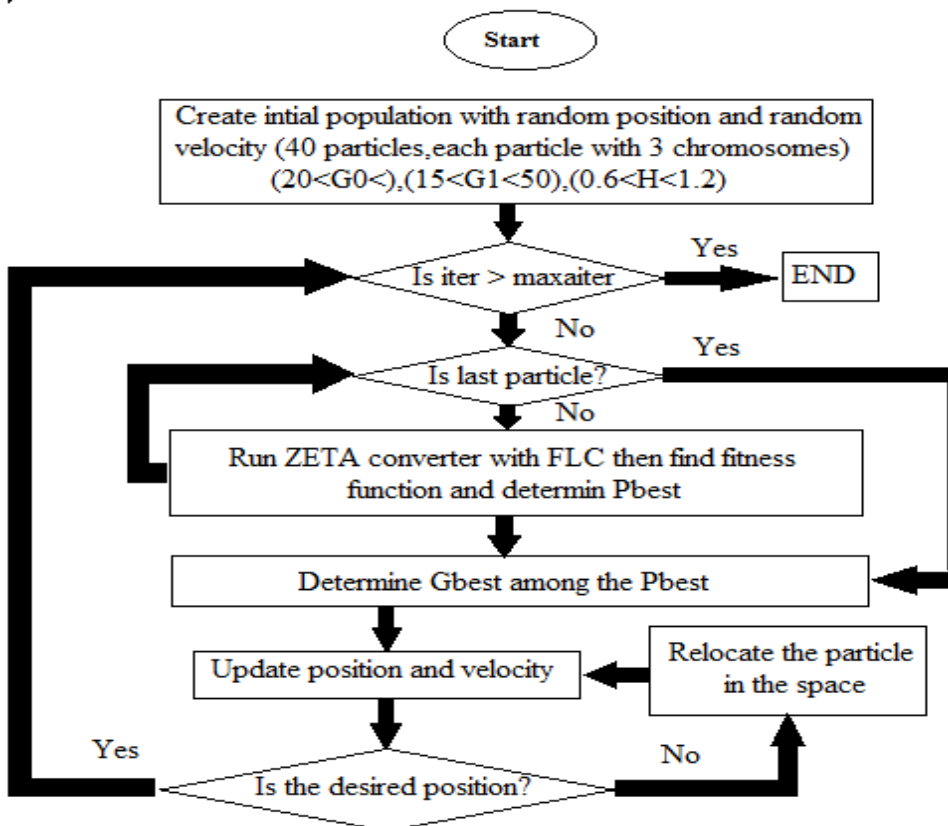 Start
Create intial population with random position and random
velocity (40 particles,each particle with 3 chromosomes)
(20<G0<),(15<G1<50),(0.6<H<1.2)
Yes
Is iter > maxaiter
END
No
Yes
Is last particle?
No
Run ZETA converter with FLC then find fitness
function and determin Pbest
Determine Gbest among the Pbest
Relocate the particle
in the space
Update position and velocity
Yes
No
Is the desired position?